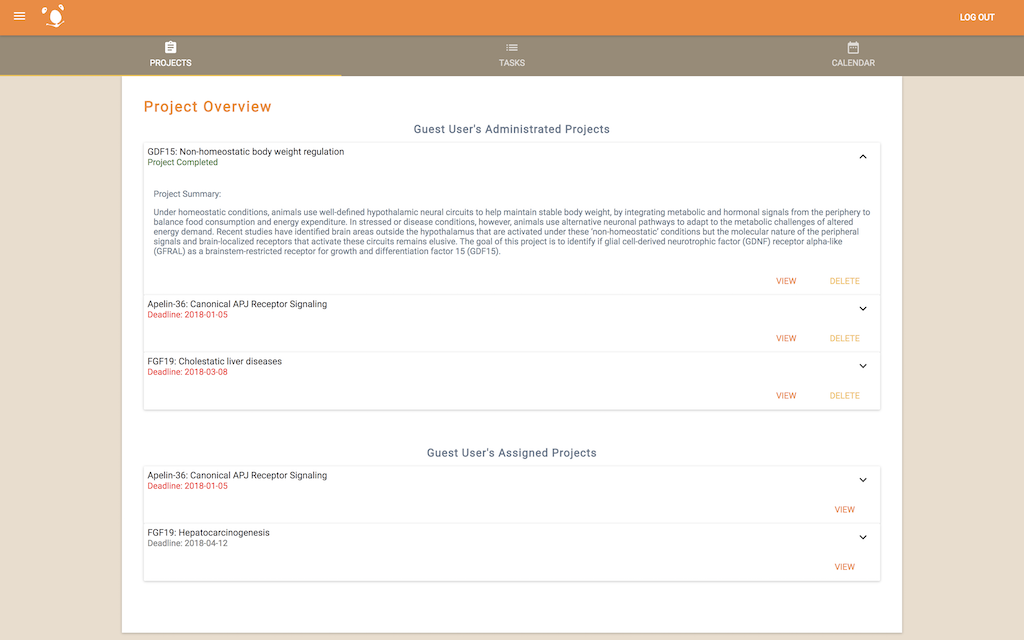 LOG OUT
PROJECTS
TASKS
CALENDAR
Project Overview
Guest User's Administrated Projects
GDF15: Non-homeostatic body weight regulation
Project Completed
Project Summary:
Under homeostatic conditions, animals use well-defined hypothalamic neural circuits to help maintain stable body weight, by integrating metabolic and hormonal signals from the periphery to
balance food consumption and energy expenditure. In stressed or disease conditions, however, animals use alternative neuronal pathways to adapt to the metabolic challenges of altered
energy demand. Recent studies have identified brain areas outside the hypothalamus that are activated under these 'non-homeostatic' conditions but the molecular nature of the peripheral
signals and brain-localized receptors that activate these circuits remains elusive. The goal of this project is to identify if glial cell-derived neurotrophic factor (GDNF) receptor alpha-like
(GFRAL) as a brainstem-restricted receptor for growth and differentiation factor 15 (GDF15).
VIEW DELETE
Apelin-36: Canonical APJ Receptor Signaling
Deadline: 2018-01-05
VIEW DELETE
FGF19: Cholestatic liver diseases
Deadline: 2018-03-08
VIEW DELETE
Guest User's Assigned Projects
Apelin-36: Canonical APJ Receptor Signaling
Deadline: 2018-01-05
VIEW
FGF19: Hepatocarcinogenesis
Deadline: 2018-04-12
VIEW